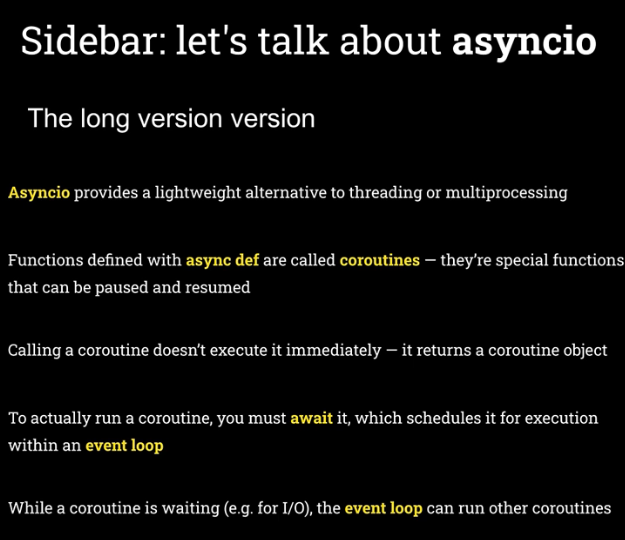 Sidebar: let's talk about asyncio
The long version version
Asyncio provides a lightweight alternative to threading or multiprocessing
Functions defined with async def are called coroutines — they’re special functions
that can be paused and resumed
Calling a coroutine doesn’t execute it immediately — it returns a coroutine object
To actually run a coroutine, you must await it, which schedules it for execution
within an event loop
While a coroutine is waiting (e.g. for I/O), the event loop can run other coroutines